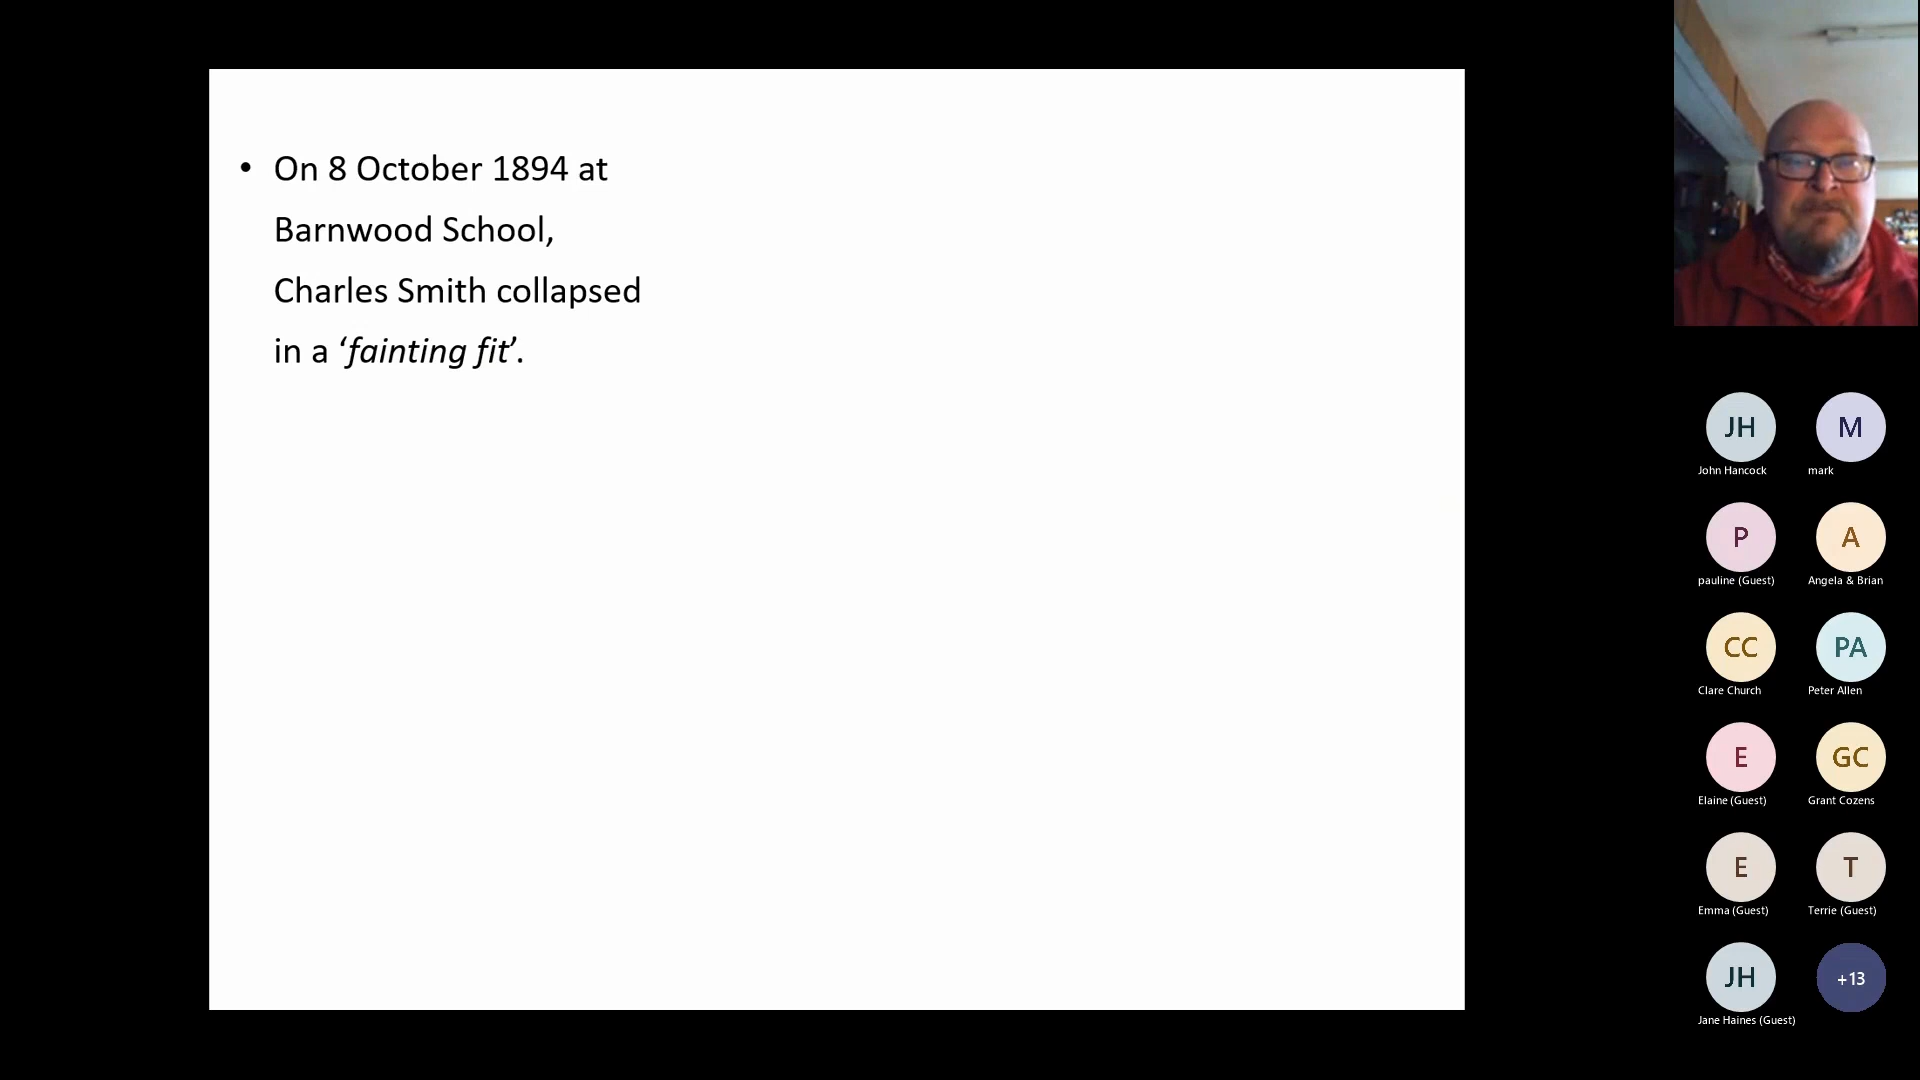 • On 8 October 1894 at
Barnwood School,
Charles Smith collapsed
in a ‘fainting fit’.
JH
John Hancock
M
mark
P
pauline (Guest)
A
Angela & Brian
CC
Clare Church
PA
Peter Allen
E
Elaine (Guest)
GC
Grant Cozens
E
Emma (Guest)
T
Terrie (Guest)
JH
Jane Haines (Guest)
+13